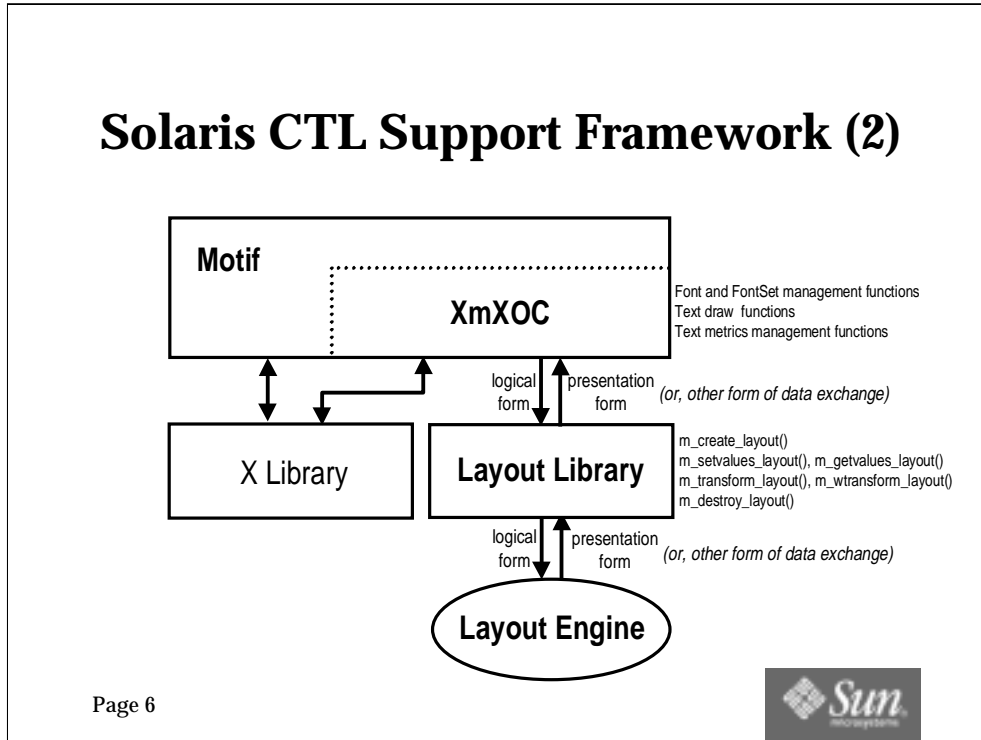 Solaris CTL Support Framework (2)
Motif
XmXOC
Font and FontSet management functions
Text draw functions
Text metrics management functions
logical
form
presentation
form
(or, other form of data exchange)
X Library
Layout Library
m_create_layout()
m_setvalues_layout(), m_getvalues_layout()
m_transform_layout(), m_wtransform_layout()
m_destroy_layout()
logical
form
presentation
form
(or, other form of data exchange)
Layout Engine
Page 6
Sun
microsystems